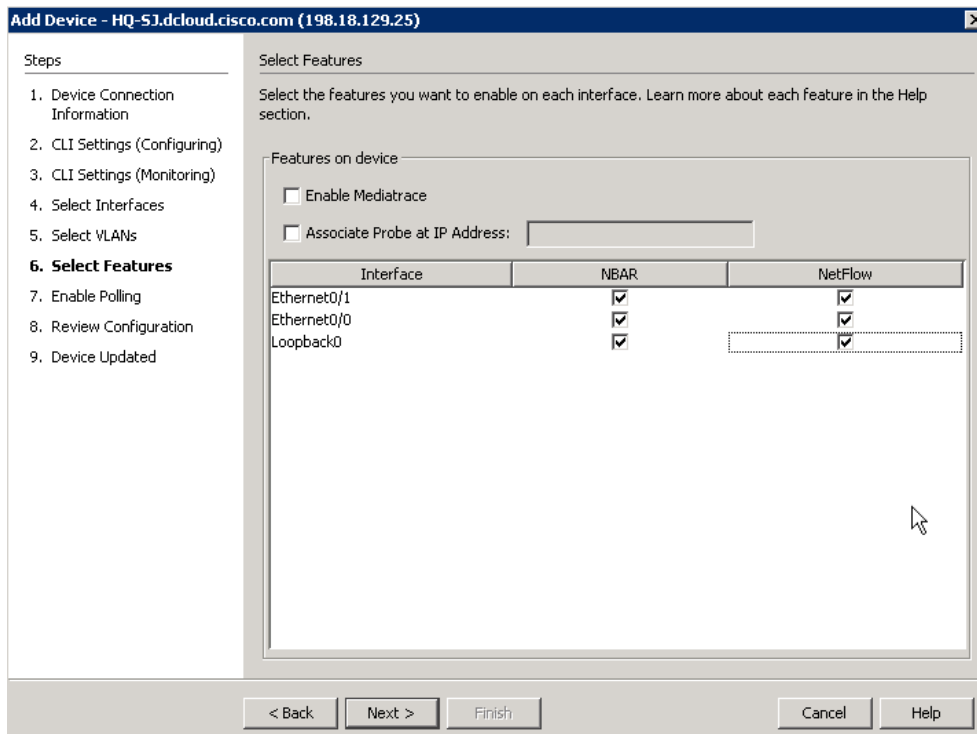 Add Device - HQ-SJ.dcloud.cisco.com (198.18.129.25)
Steps
1. Device Connection
Information
2. CLI Settings (Configuring)
3. CLI Settings (Monitoring)
4. Select Interfaces
5. Select VLANs
6. Select Features
7. Enable Polling
8. Review Configuration
9. Device Updated
Select Features
Select the features you want to enable on each interface. Learn more about each feature in the Help
section.
Features on device
Enable Mediatrace
Associate Probe at IP Address:
Interface NBAR NetFlow
Ethernet0/1
Ethernet0/0
Loopback0
< Back Next > Finish Cancel Help